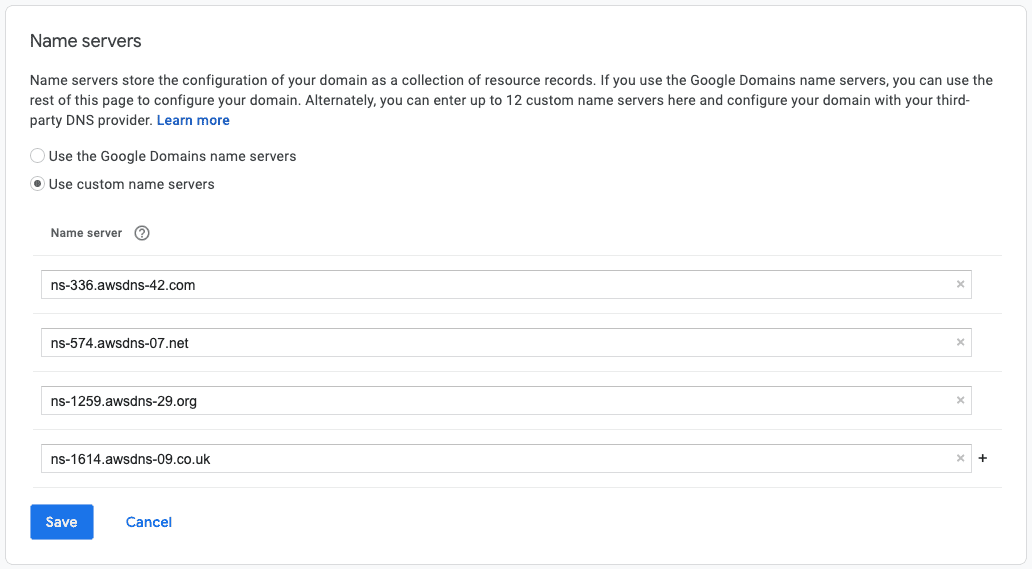 Name servers
Name servers store the configuration of your domain as a collection of resource records. If you use the Google Domains name servers, you can use the
rest of this page to configure your domain. Alternately, you can enter up to 12 custom name servers here and configure your domain with your third-
party DNS provider. Learn more
Use the Google Domains name servers
Use custom name servers
Name server ?
ns-336.awsdns-42.com ×
ns-574.awsdns-07.net ×
ns-1259.awsdns-29.org ×
ns-1614.awsdns-09.co.uk × +
Save Cancel